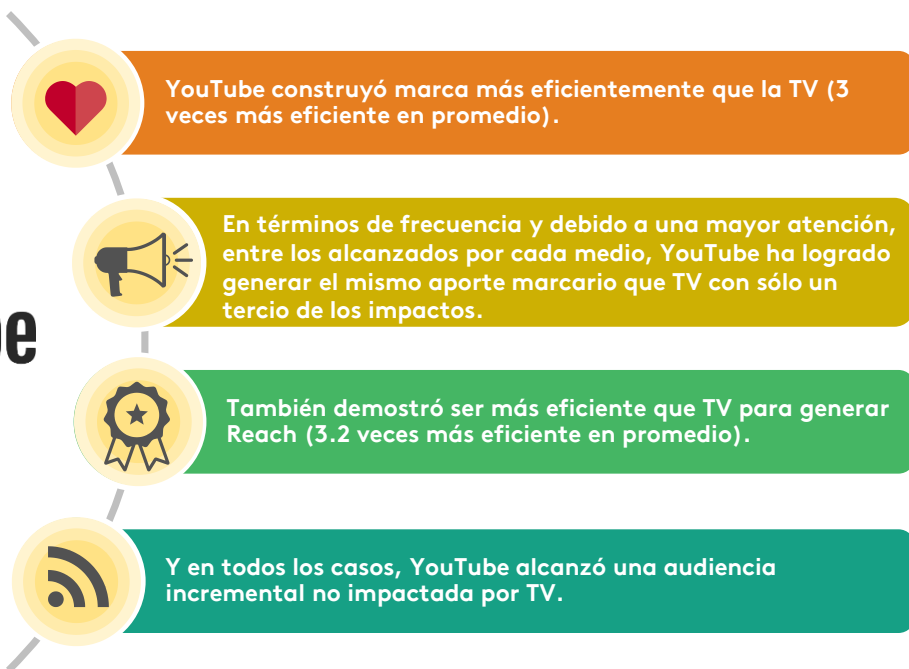 YouTube construyó marca más eficientemente que la TV (3
veces más eficiente en promedio).
En términos de frecuencia y debido a una mayor atención,
entre los alcanzados por cada medio, YouTube ha logrado
generar el mismo aporte marcario que TV con sólo un
tercio de los impactos.
También demostró ser más eficiente que TV para generar
Reach (3.2 veces más eficiente en promedio).
Y en todos los casos, YouTube alcanzó una audiencia
incremental no impactada por TV.